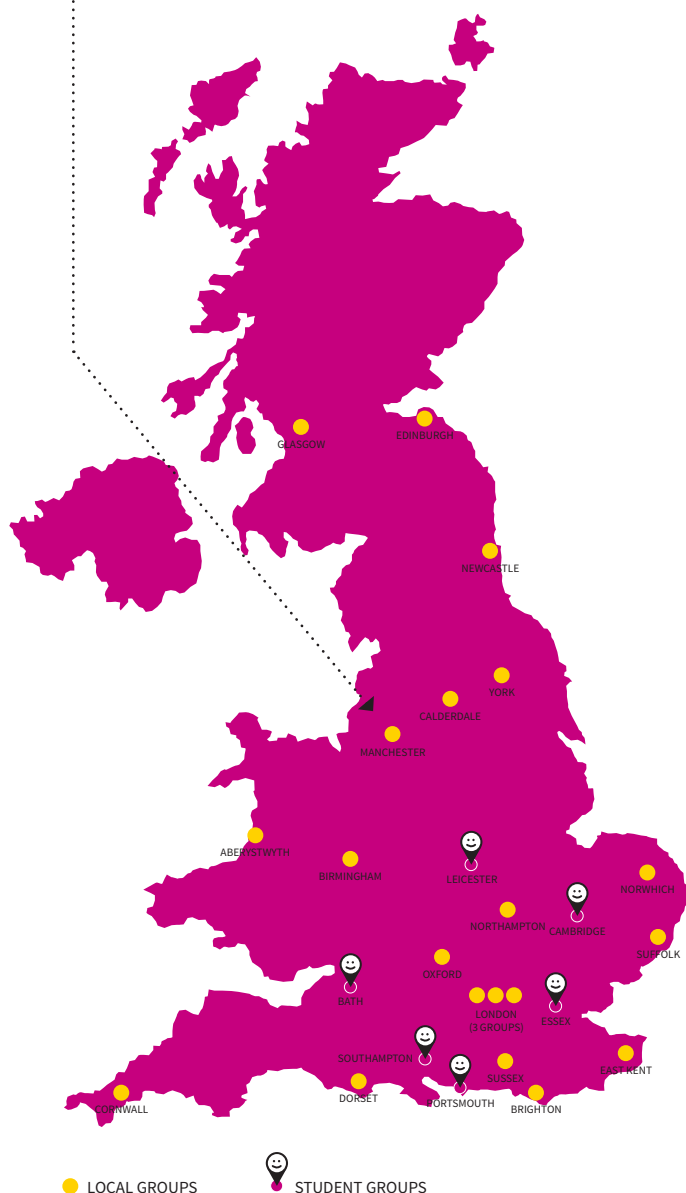 GLASGOW
EDINBURGH
NEWCASTLE
YORK
CALDERDALE
MANCHESTER
ABERYSTWYTH
BIRMINGHAM
LEICESTER
NORWHICH
NORTHAMPTON
CAMBRIDGE
SUFFOLK
OXFORD
BATH
LONDON
(3 GROUPS)
ESSEX
SOUTHAMPTON
EAST KENT
SUSSEX
DORSET
PORTSMOUTH
BRIGHTON
CORNWALL
LOCAL GROUPS
STUDENT GROUPS